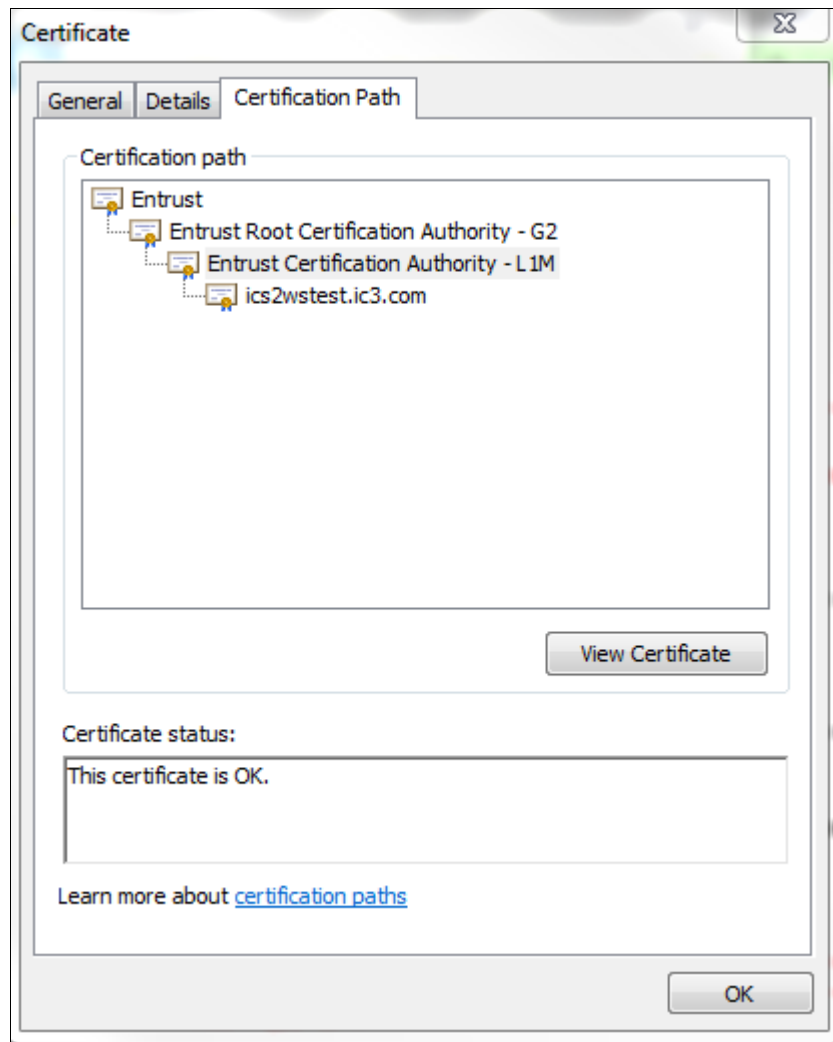 Certificate
General Details Certification Path
Certification path
Entrust
Entrust Root Certification Authority - G2
Entrust Certification Authority - L1M
ics2wstest.ic3.com
View Certificate
Certificate status:
This certificate is OK.
Learn more about certification paths
OK